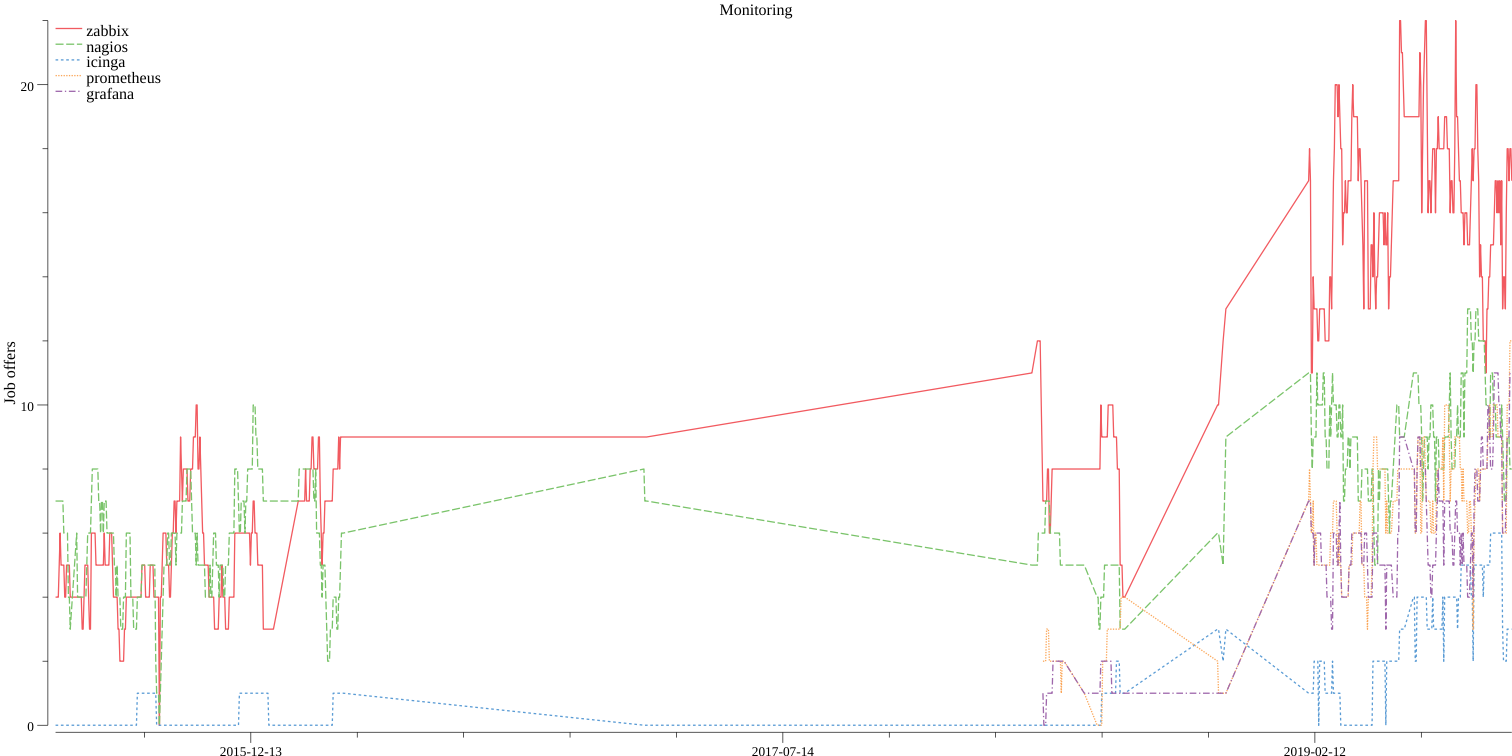 Monitoring
zabbix
nagios
icinga
prometheus
grafana
20
10
0
Job offers
2015-12-13
2017-07-14
2019-02-12